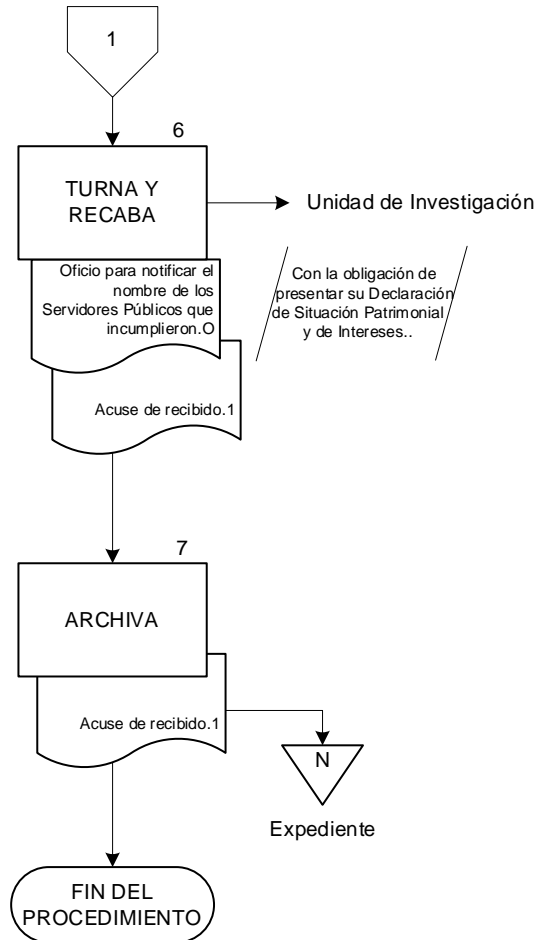 1
6
TURNA Y
RECABA
Unidad de Investigación
Oficio para notificar el
nombre de los
Servidores Públicos que
incumplieron.O
Con la obligación de
presentar su Declaración
de Situación Patrimonial
y de Intereses..
Acuse de recibido.1
7
ARCHIVA
Acuse de recibido.1
N
Expediente
FIN DEL
PROCEDIMIENTO